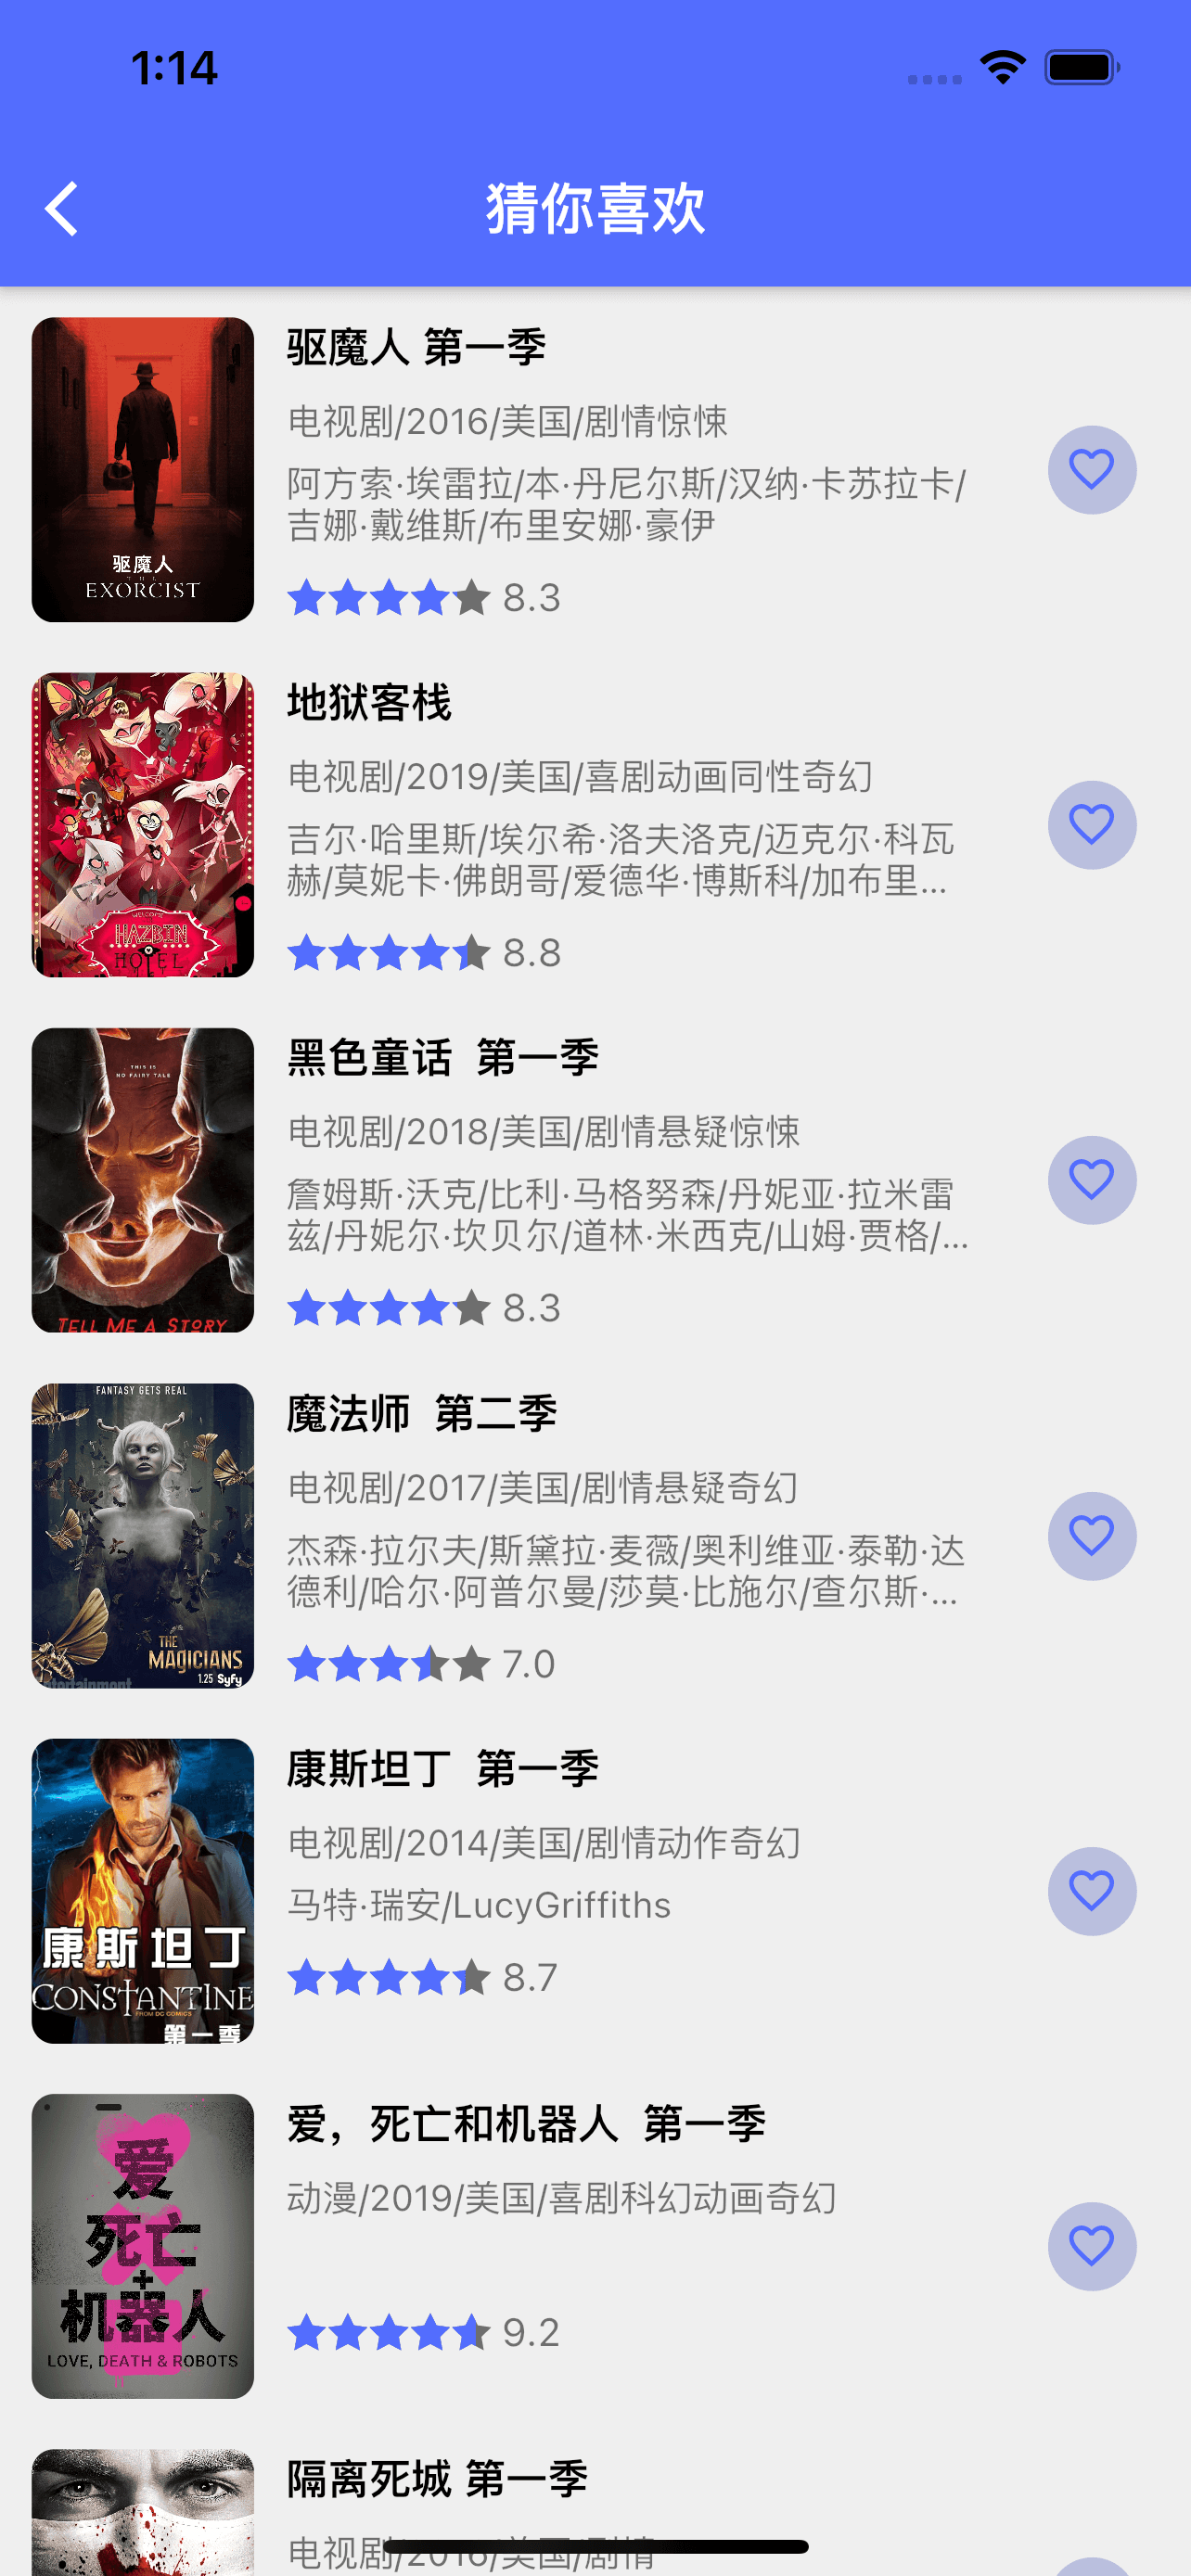 1:14
猜你喜欢
驱魔人 第一季
电视剧/2016/美国/剧情惊悚
阿方索·埃雷拉/本·丹尼尔斯/汉纳·卡苏拉卡/
吉娜·戴维斯/布里安娜·豪伊
8.3
驱魔人
THE
EXORCIST
地狱客栈
电视剧/2019/美国/喜剧动画同性奇幻
吉尔·哈里斯/埃尔希·洛夫洛克/迈克尔·科瓦
赫/莫妮卡·佛朗哥/爱德华·博斯科/加布里...
8.8
WELCOME
HAZBIN
HOTEL
黑色童话 第一季
电视剧/2018/美国/剧情悬疑惊悚
詹姆斯·沃克/比利·马格努森/丹妮亚·拉米雷
兹/丹妮尔·坎贝尔/道林·米西克/山姆·贾格/...
8.3
THIS IS
NO FAIRY TALE
TELL ME A STORY
魔法师 第二季
电视剧/2017/美国/剧情悬疑奇幻
杰森·拉尔夫/斯黛拉·麦薇/奥利维亚·泰勒·达
德利/哈尔·阿普尔曼/莎莫·比施尔/查尔斯·...
7.0
FANTASY GETS REAL
THE
MAGICIANS
1.25 Syfy
ntertainment
康斯坦丁 第一季
电视剧/2014/美国/剧情动作奇幻
马特·瑞安/LucyGriffiths
8.7
康斯坦丁
CONSTANTINE
FROM DC COMICS
第一季
爱，死亡和机器人 第一季
动漫/2019/美国/喜剧科幻动画奇幻
9.2
爱
死亡
+
机器人
LOVE, DEATH & ROBOTS
隔离死城 第一季
电视剧/2016/美国/剧情